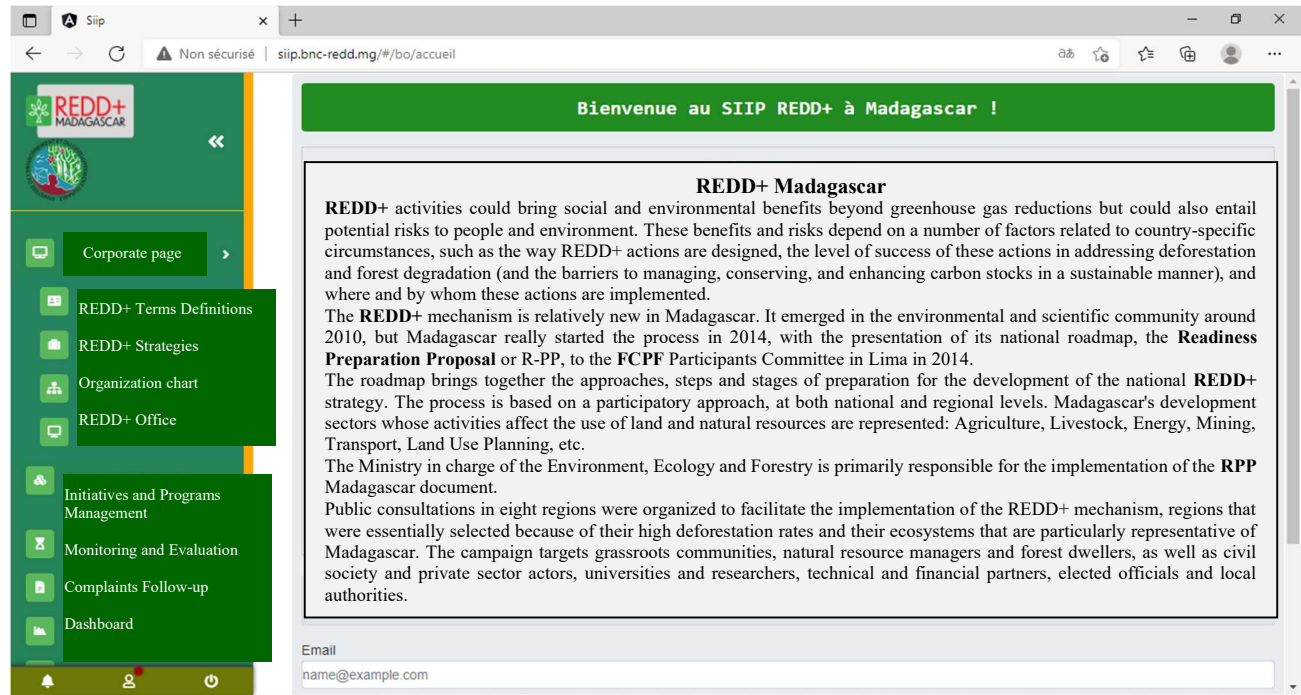 Siip
Non sécurisé | siip.bnc-redd.mg/#/bo/accueil
REDD+
MADAGASCAR
Corporate page
REDD+ Terms Definitions
REDD+ Strategies
Organization chart
REDD+ Office
Initiatives and Programs
Management
Monitoring and Evaluation
Complaints Follow-up
Dashboard
Bienvenue au SIIP REDD+ à Madagascar !
REDD+ Madagascar
REDD+ activities could bring social and environmental benefits beyond greenhouse gas reductions but could also entail
potential risks to people and environment. These benefits and risks depend on a number of factors related to country-specific
circumstances, such as the way REDD+ actions are designed, the level of success of these actions in addressing deforestation
and forest degradation (and the barriers to managing, conserving, and enhancing carbon stocks in a sustainable manner), and
where and by whom these actions are implemented.
The REDD+ mechanism is relatively new in Madagascar. It emerged in the environmental and scientific community around
2010, but Madagascar really started the process in 2014, with the presentation of its national roadmap, the Readiness
Preparation Proposal or R-PP, to the FCPF Participants Committee in Lima in 2014.
The roadmap brings together the approaches, steps and stages of preparation for the development of the national REDD+
strategy. The process is based on a participatory approach, at both national and regional levels. Madagascar's development
sectors whose activities affect the use of land and natural resources are represented: Agriculture, Livestock, Energy, Mining,
Transport, Land Use Planning, etc.
The Ministry in charge of the Environment, Ecology and Forestry is primarily responsible for the implementation of the RPP
Madagascar document.
Public consultations in eight regions were organized to facilitate the implementation of the REDD+ mechanism, regions that
were essentially selected because of their high deforestation rates and their ecosystems that are particularly representative of
Madagascar. The campaign targets grassroots communities, natural resource managers and forest dwellers, as well as civil
society and private sector actors, universities and researchers, technical and financial partners, elected officials and local
authorities.
Email
name@example.com